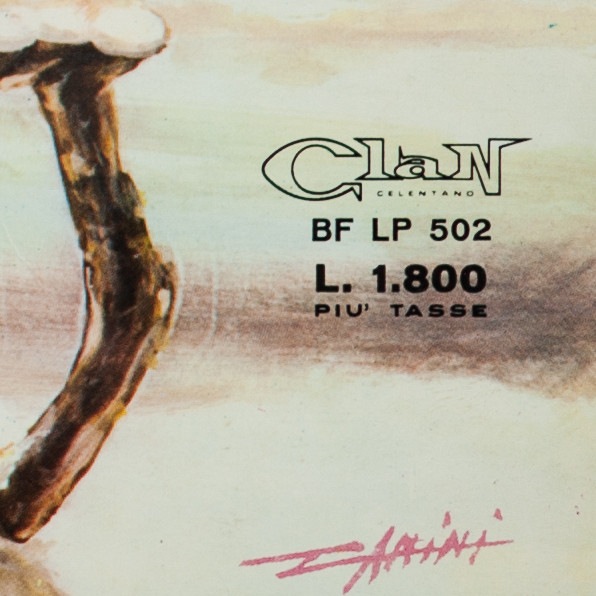 Clan
CELENTANO
BF LP 502
L. 1.800
PIU' TASSE